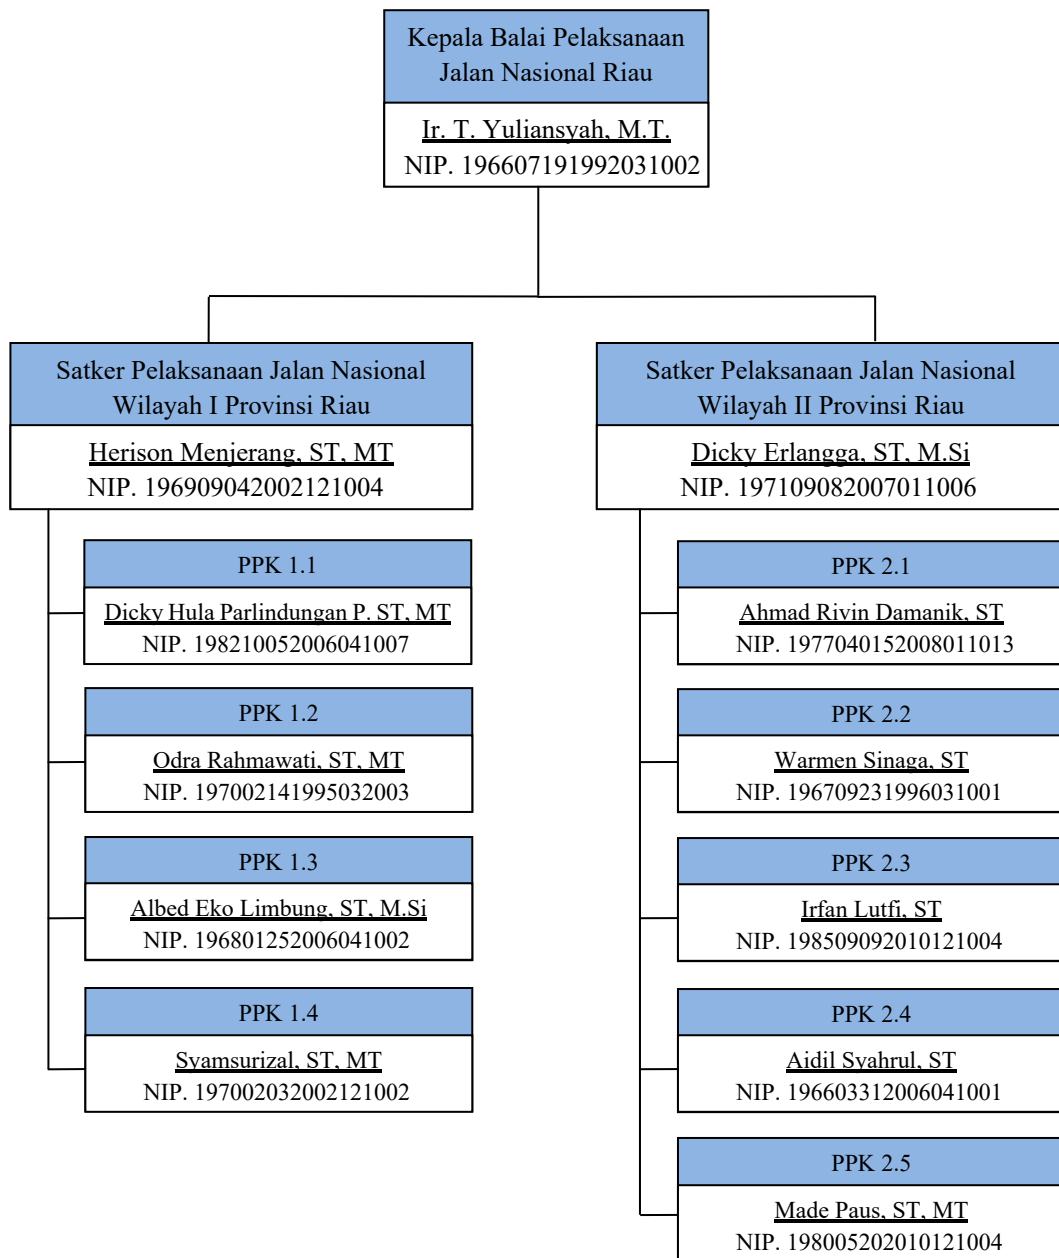 Kepala Balai Pelaksanaan
Jalan Nasional Riau
Ir. T. Yuliansyah, M.T.
NIP. 196607191992031002
Satker Pelaksanaan Jalan Nasional
Wilayah I Provinsi Riau
Herison Menjerang, ST, MT
NIP. 196909042002121004
PPK 1.1
Dicky Hula Parlindungan P. ST, MT
NIP. 198210052006041007
PPK 1.2
Odra Rahmawati, ST, MT
NIP. 197002141995032003
PPK 1.3
Albed Eko Limbung, ST, M.Si
NIP. 196801252006041002
PPK 1.4
Syamsurizal, ST, MT
NIP. 197002032002121002
Satker Pelaksanaan Jalan Nasional
Wilayah II Provinsi Riau
Dicky Erlangga, ST, M.Si
NIP. 197109082007011006
PPK 2.1
Ahmad Rivin Damanik, ST
NIP. 1977040152008011013
PPK 2.2
Warmen Sinaga, ST
NIP. 196709231996031001
PPK 2.3
Irfan Lutfi, ST
NIP. 198509092010121004
PPK 2.4
Aidil Syahrul, ST
NIP. 196603312006041001
PPK 2.5
Made Paus, ST, MT
NIP. 198005202010121004